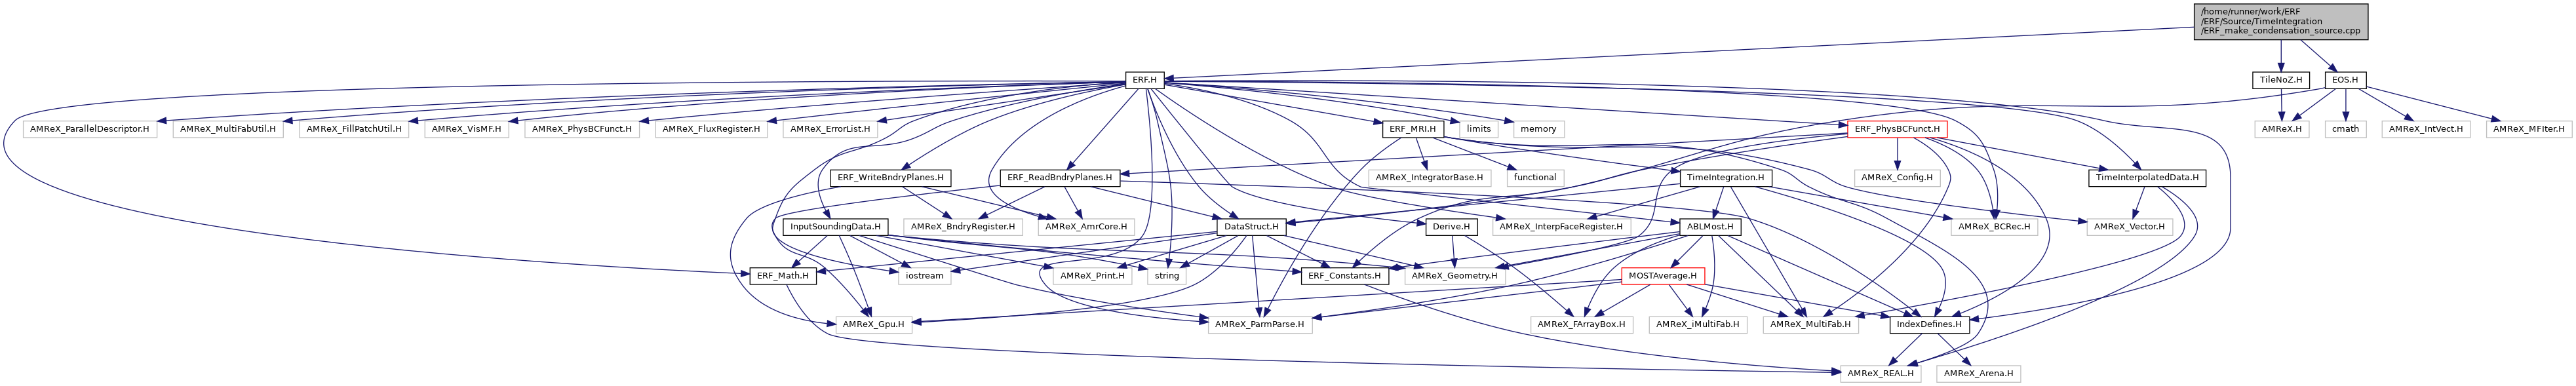 /home/runner/work/ERF
/ERF/Source/TimeIntegration
/ERF_make_condensation_source.cpp
ERF.H
TileNoZ.H
EOS.H
AMReX_ParallelDescriptor.H
AMReX_MultiFabUtil.H
AMReX_FillPatchUtil.H
AMReX_VisMF.H
AMReX_PhysBCFunct.H
AMReX_FluxRegister.H
AMReX_ErrorList.H
ERF_MRI.H
limits
memory
ERF_PhysBCFunct.H
AMReX.H
cmath
AMReX_IntVect.H
AMReX_MFIter.H
ERF_WriteBndryPlanes.H
ERF_ReadBndryPlanes.H
AMReX_IntegratorBase.H
functional
TimeIntegration.H
AMReX_Config.H
TimeInterpolatedData.H
InputSoundingData.H
AMReX_BndryRegister.H
AMReX_AmrCore.H
DataStruct.H
Derive.H
AMReX_InterpFaceRegister.H
ABLMost.H
AMReX_BCRec.H
AMReX_Vector.H
ERF_Math.H
iostream
AMReX_Print.H
string
ERF_Constants.H
AMReX_Geometry.H
MOSTAverage.H
AMReX_Gpu.H
AMReX_ParmParse.H
AMReX_FArrayBox.H
AMReX_iMultiFab.H
AMReX_MultiFab.H
IndexDefines.H
AMReX_REAL.H
AMReX_Arena.H